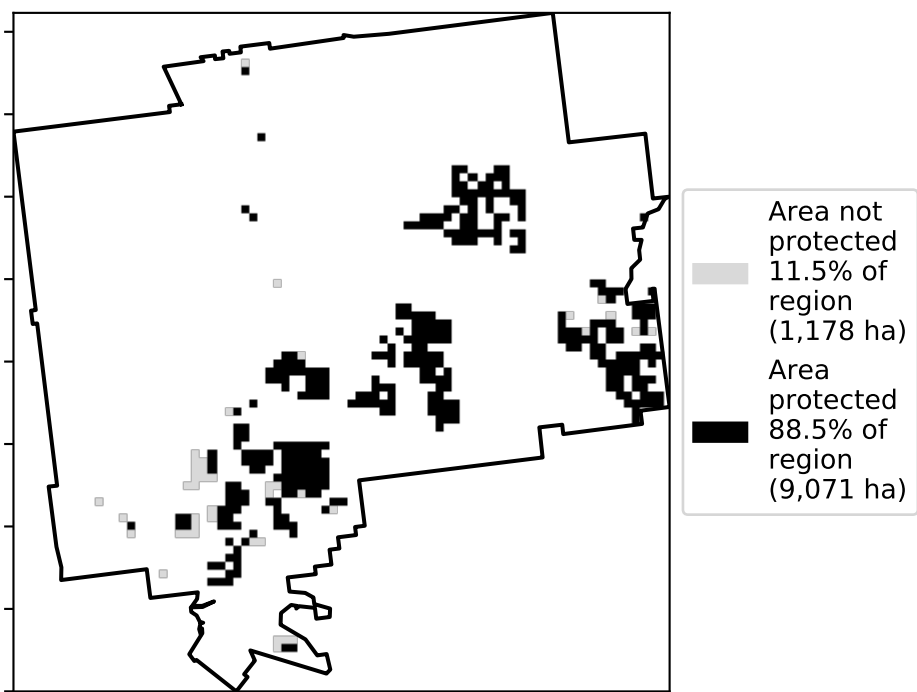 Area not
protected
11.5% of
region
(1,178 ha)
Area
protected
88.5% of
region
(9,071 ha)